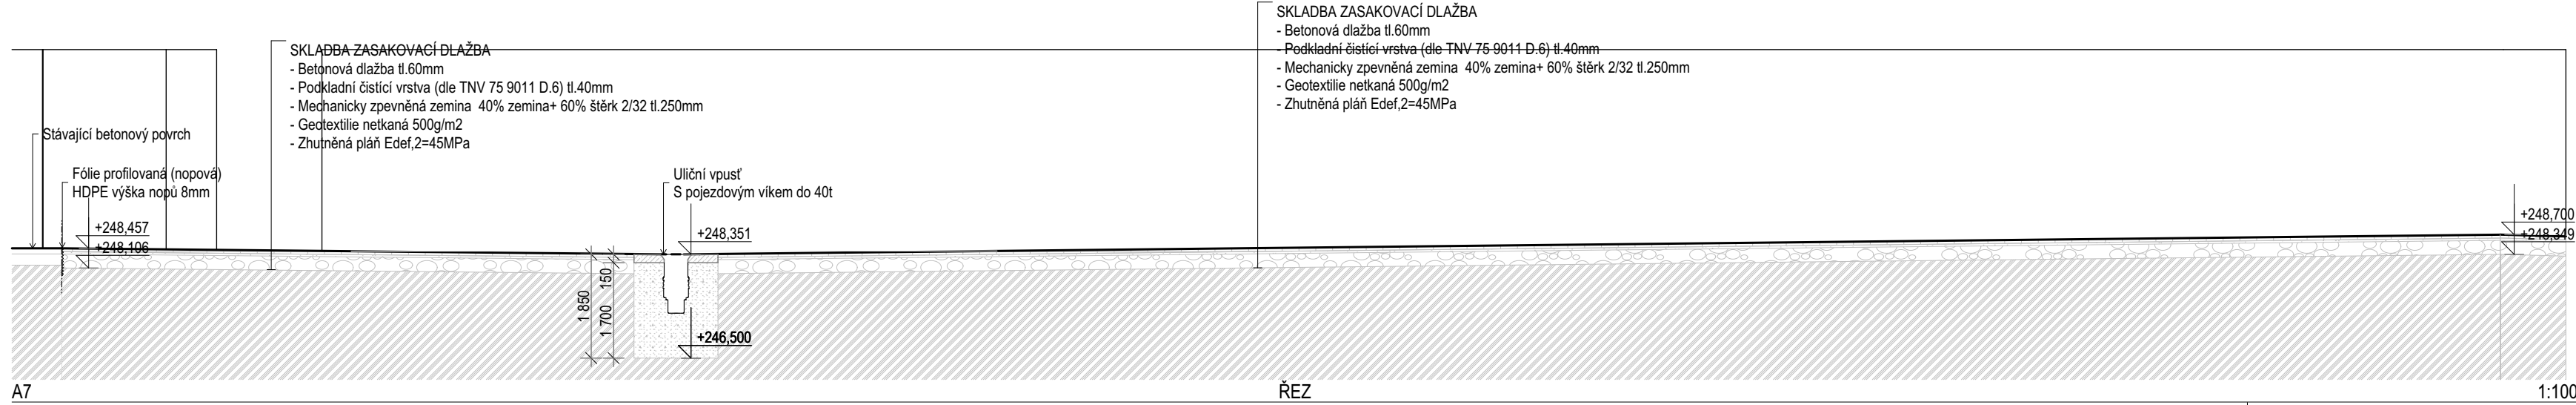 SKLADBA ZASAKOVACÍ DLAŽBA
- Betonová dlažba tl.60mm
- Podkladní čistící vrstva (dle TNV 75 9011 D.6) tl.40mm
- Mechanicky zpevněná zemina  40% zemina+ 60% štěrk 2/32 tl.250mm
- Geotextilie netkaná 500g/m2
- Zhutněná pláň Edef,2=45MPa
SKLADBA ZASAKOVACÍ DLAŽBA
- Betonová dlažba tl.60mm
- Podkladní čistící vrstva (dle TNV 75 9011 D.6) tl.40mm
- Mechanicky zpevněná zemina  40% zemina+ 60% štěrk 2/32 tl.250mm
- Geotextilie netkaná 500g/m2
- Zhutněná pláň Edef,2=45MPa
Stávající betonový povrch
Fólie profilovaná (nopová)
HDPE výška nopů 8mm
Uliční vpusť
S pojezdovým víkem do 40t
+248,457
+248,106
+248,351
+248,700
+248,349
150
1 850
1 700
+246,500
A7
ŘEZ
1:100